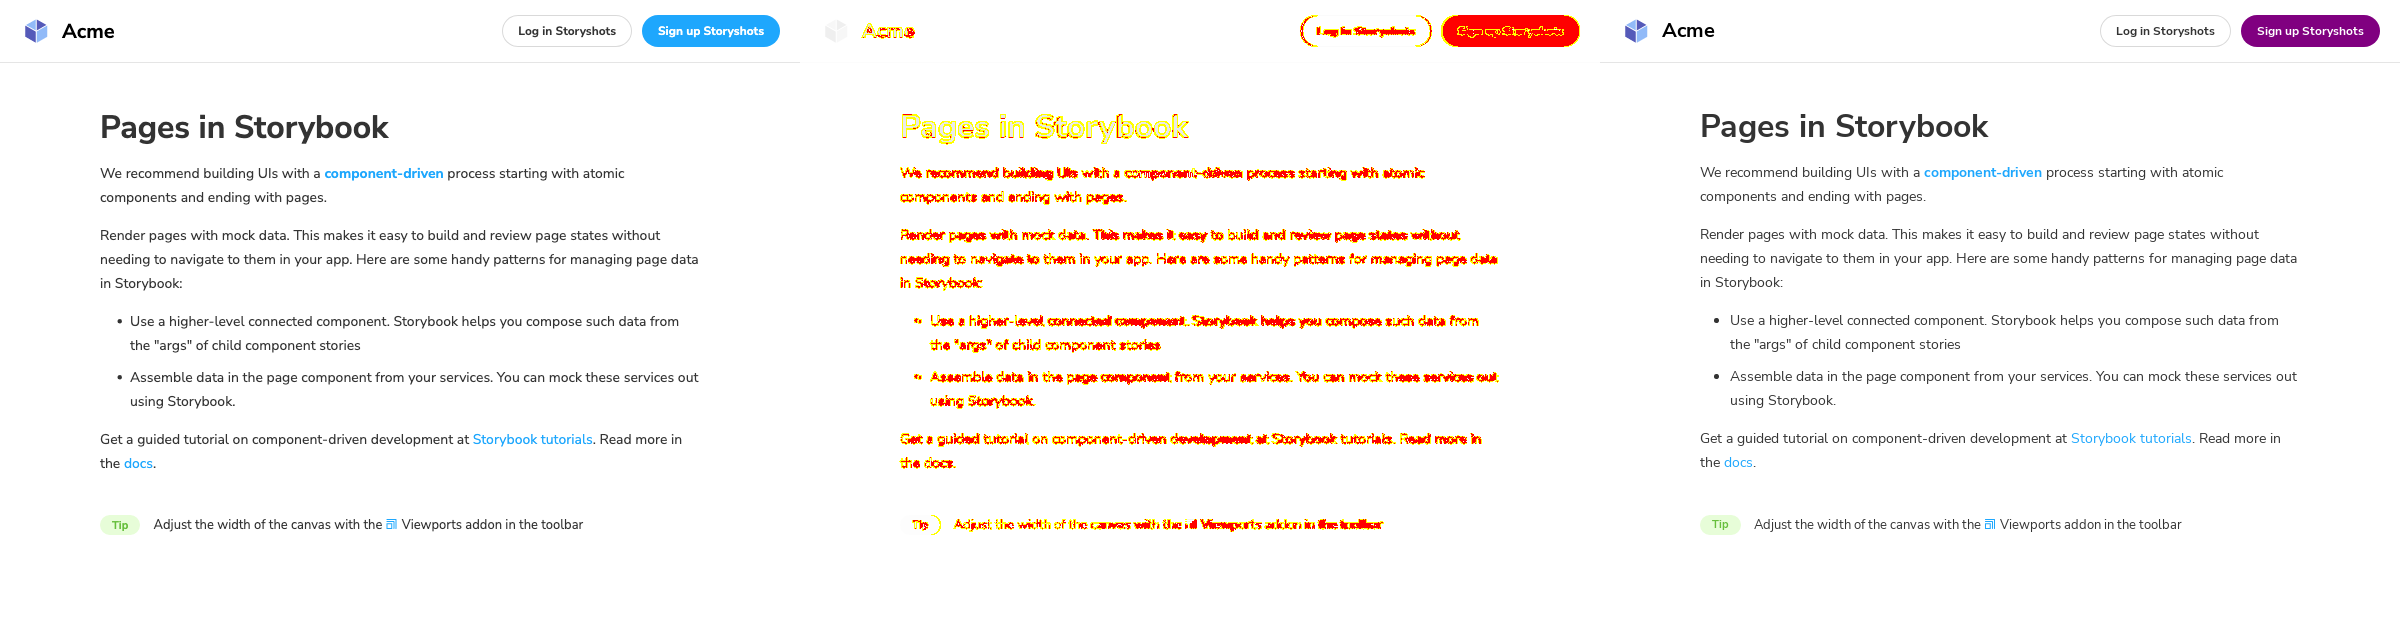 Acme
Log in Storyshots
Sign up Storyshots
Pages in Storybook
We recommend building UIs with a component-driven process starting with atomic
components and ending with pages.
Render pages with mock data. This makes it easy to build and review page states without
needing to navigate to them in your app. Here are some handy patterns for managing page data
in Storybook:
• Use a higher-level connected component. Storybook helps you compose such data from
the "args" of child component stories
• Assemble data in the page component from your services. You can mock these services out
using Storybook.
Get a guided tutorial on component-driven development at Storybook tutorials. Read more in
the docs.
Tip
Adjust the width of the canvas with the Viewports addon in the toolbar
Acme
Log in Storyshots
Sign up Storyshots
Pages in Storybook
We recommend building UIs with a component-driven process starting with atomic
components and ending with pages.
Render pages with mock data. This makes it easy to build and review page states without
needing to navigate to them in your app. Here are some handy patterns for managing page data
in Storybook:
Use a higher-level connected component. Storybook helps you compose such data from
the "args" of child component stories
Assemble data in the page component from your services. You can mock these services out
using Storybook.
Get a guided tutorial on component-driven development at Storybook tutorials. Read more in
the docs.
Tip
Adjust the width of the canvas with the Viewports addon in the toolbar
Acme
Log in Storyshots
Sign up Storyshots
Pages in Storybook
We recommend building UIs with a component-driven process starting with atomic
components and ending with pages.
Render pages with mock data. This makes it easy to build and review page states without
needing to navigate to them in your app. Here are some handy patterns for managing page data
in Storybook:
• Use a higher-level connected component. Storybook helps you compose such data from
the "args" of child component stories
• Assemble data in the page component from your services. You can mock these services out
using Storybook.
Get a guided tutorial on component-driven development at Storybook tutorials. Read more in
the docs.
Tip
Adjust the width of the canvas with the Viewports addon in the toolbar